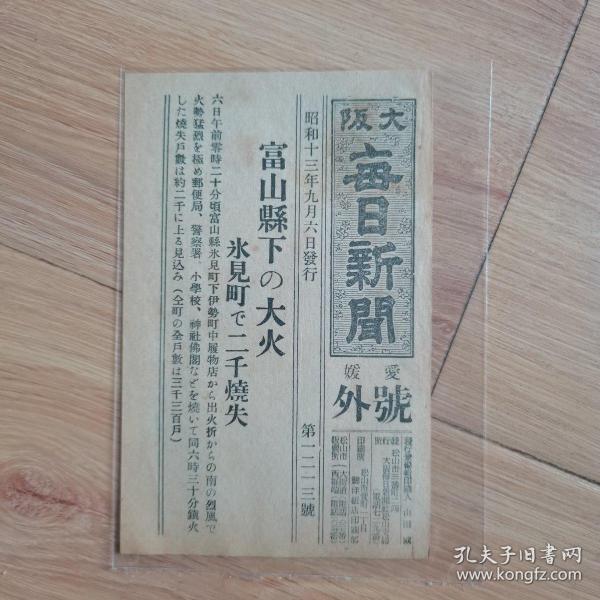 大阪
每日新聞
愛媛
號外
昭和十三年九月六日發行
第一二一三號
富山縣下の大火
氷見町で二千燒失
六日午前零時二十分頃富山縣氷見町下伊勢町中履物店から出火折からの南の烈風で
火勢猛烈を極め郵便局、警察署、小學校、神社佛閣などを燒いて同六時三十分鎭火
した燒失戶數は約二千に上る見込み(全町の全戶數は三千三百戶)
孔夫子旧书网
www.kongfz.com